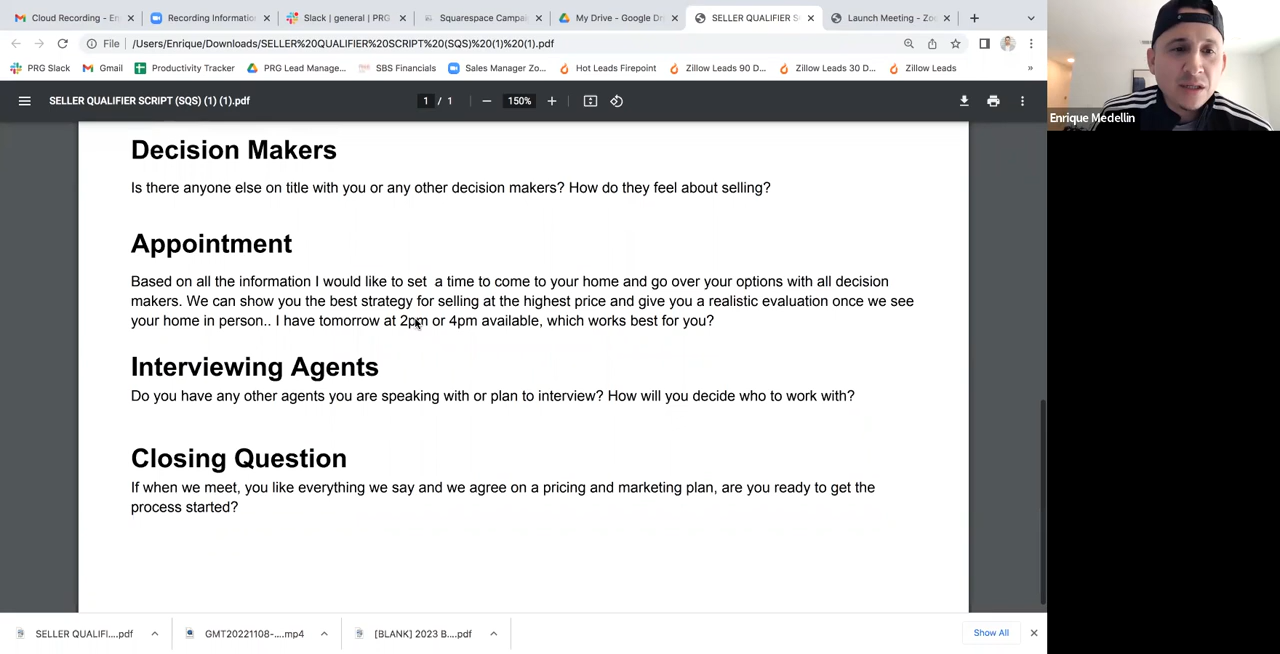 Cloud Recording - En
Recording Informatio
Slack | general | PRG
Squarespace Campai
My Drive - Google Dr
SELLER QUALIFIER S
Launch Meeting - Zo
File
/Users/Enrique/Downloads/SELLER%20QUALIFIER%20SCRIPT%20(SQS)%20(1)%20(1).pdf
PRG Slack
Gmail
Productivity Tracker
PRG Lead Manage...
SBS Financials
Sales Manager Zo...
Hot Leads Firepoint
Zillow Leads 90 D...
Zillow Leads 30 D...
Zillow Leads
»
SELLER QUALIFIER SCRIPT (SQS) (1) (1).pdf
1 / 1
150%
Enrique Medellin
Decision Makers
Is there anyone else on title with you or any other decision makers? How do they feel about selling?
Appointment
Based on all the information I would like to set  a time to come to your home and go over your options with all decision
makers. We can show you the best strategy for selling at the highest price and give you a realistic evaluation once we see
your home in person.. I have tomorrow at 2pm or 4pm available, which works best for you?
Interviewing Agents
Do you have any other agents you are speaking with or plan to interview? How will you decide who to work with?
Closing Question
If when we meet, you like everything we say and we agree on a pricing and marketing plan, are you ready to get the
process started?
SELLER QUALIFI....pdf
GMT20221108-....mp4
[BLANK] 2023 B....pdf
Show All